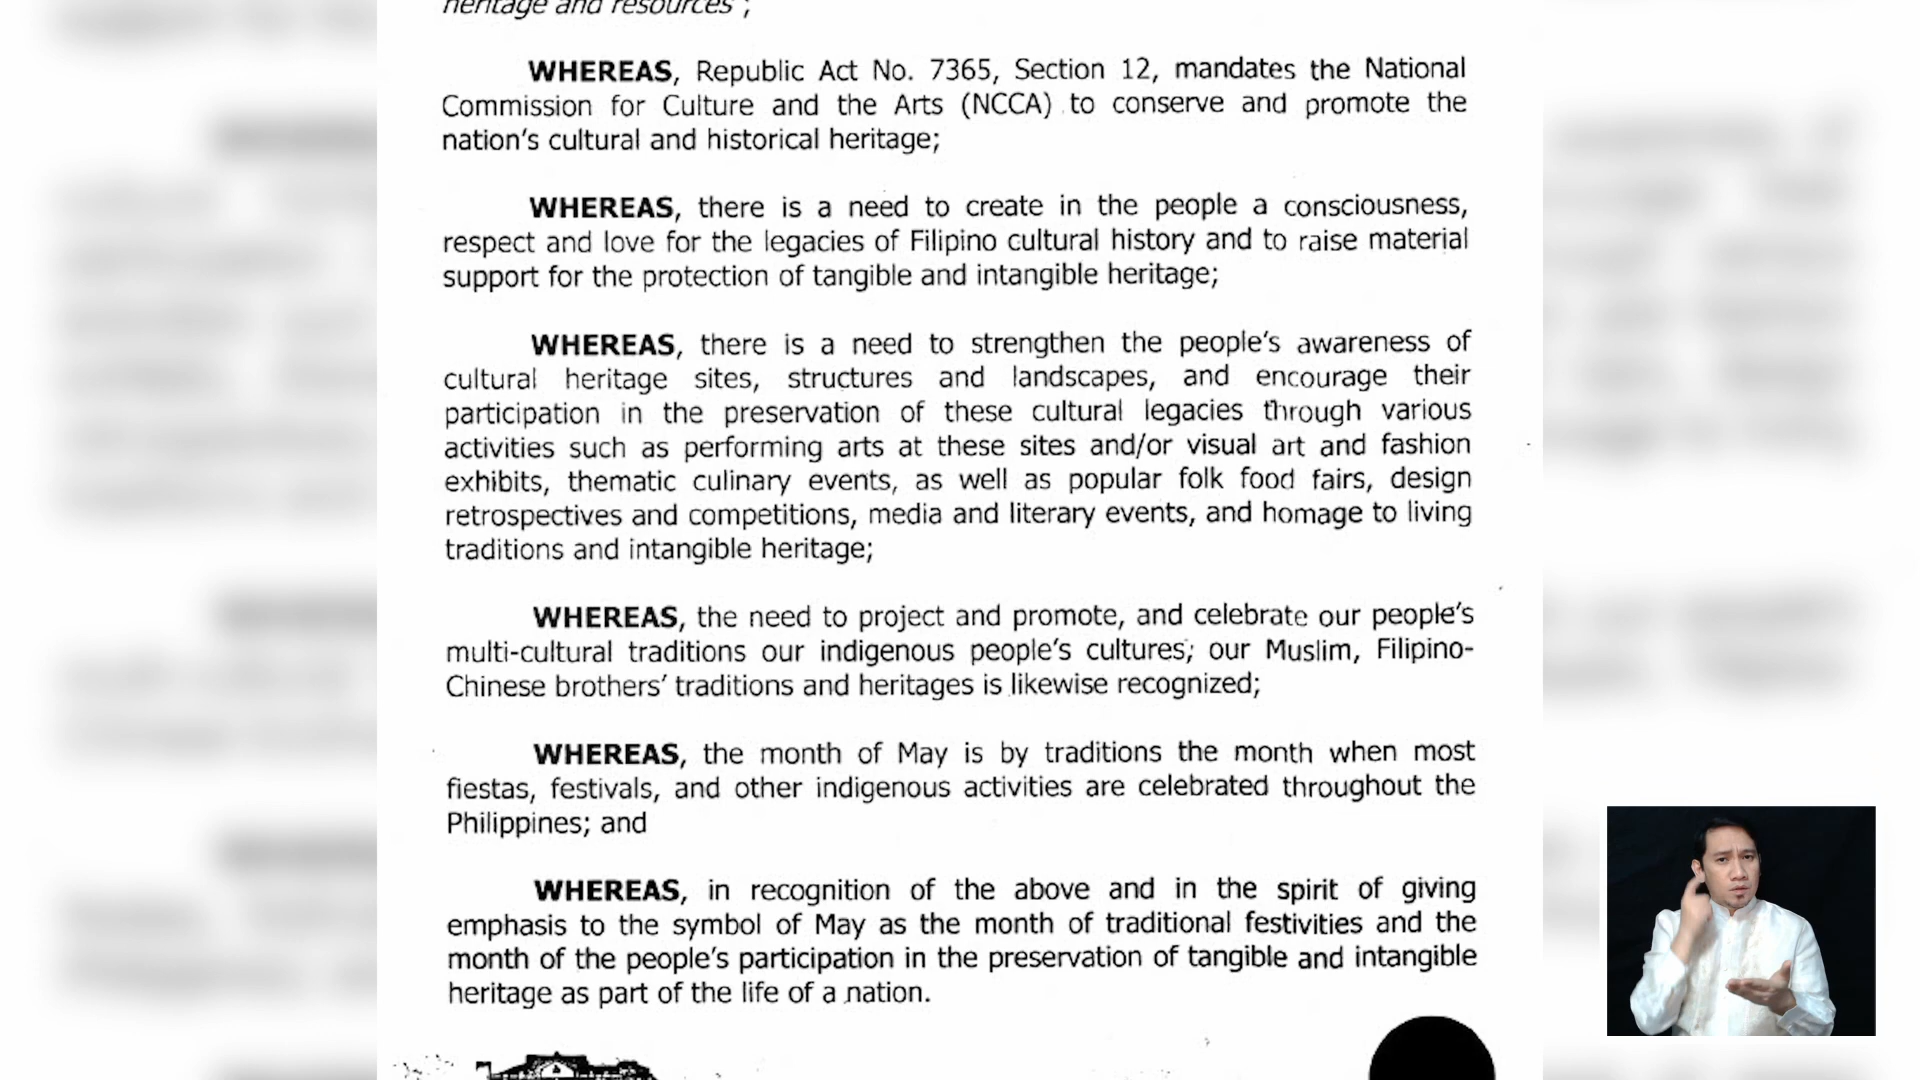 heritage and resources";
WHEREAS, Republic Act No. 7365, Section 12, mandates the National
Commission for Culture and the Arts (NCCA) to conserve and promote the
nation's cultural and historical heritage;
WHEREAS, there is a need to create in the people a consciousness,
respect and love for the legacies of Filipino cultural history and to raise material
support for the protection of tangible and intangible heritage;
WHEREAS, there is a need to strengthen the people's awareness of
cultural heritage sites, structures and landscapes, and encourage their
participation in the preservation of these cultural legacies through various
activities such as performing arts at these sites and/or visual art and fashion
exhibits, thematic culinary events, as well as popular folk food fairs, design
retrospectives and competitions, media and literary events, and homage to living
traditions and intangible heritage;
WHEREAS, the need to project and promote, and celebrate our people's
multi-cultural traditions our indigenous people's cultures; our Muslim, Filipino-
Chinese brothers' traditions and heritages is likewise recognized;
WHEREAS, the month of May is by traditions the month when most
fiestas, festivals, and other indigenous activities are celebrated throughout the
Philippines; and
WHEREAS, in recognition of the above and in the spirit of giving
emphasis to the symbol of May as the month of traditional festivities and the
month of the people's participation in the preservation of tangible and intangible
heritage as part of the life of a nation.